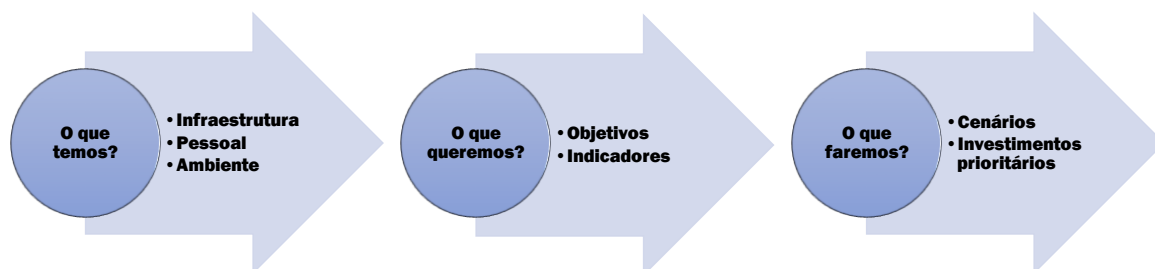 O que
temos?
• Infraestrutura
• Pessoal
• Ambiente
O que
queremos?
• Objetivos
• Indicadores
O que
faremos?
• Cenários
• Investimentos
prioritários